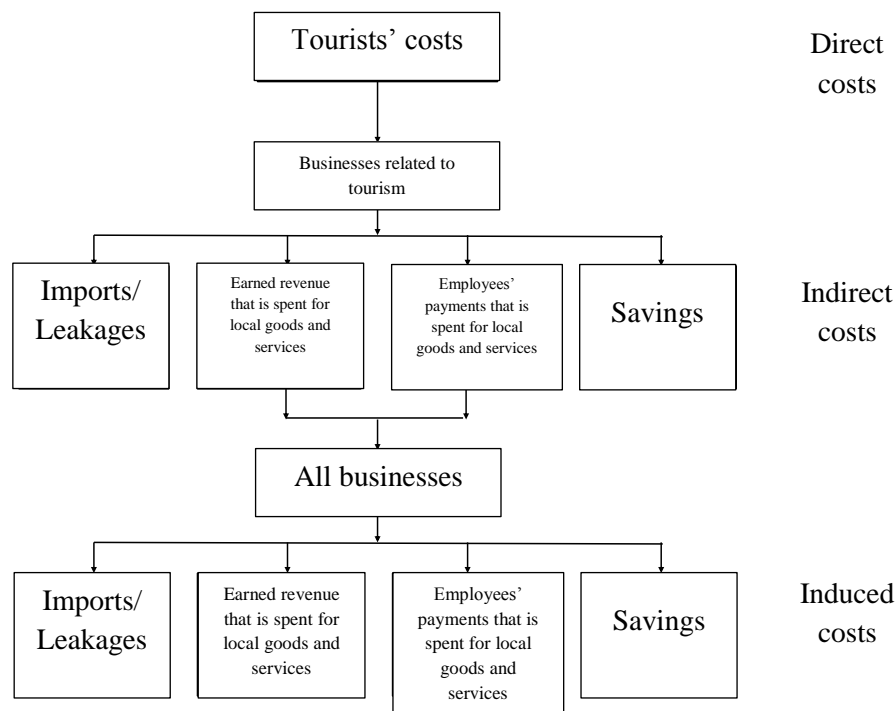 Tourists' costs
Direct
costs
Businesses related to
tourism
Imports/
Leakages
Earned revenue
that is spent for
local goods and
services
Employees'
payments that is
spent for local
goods and services
Savings
Indirect
costs
All businesses
Imports/
Leakages
Earned revenue
that is spent for
local goods and
services
Employees'
payments that is
spent for local
goods and
services
Savings
Induced
costs